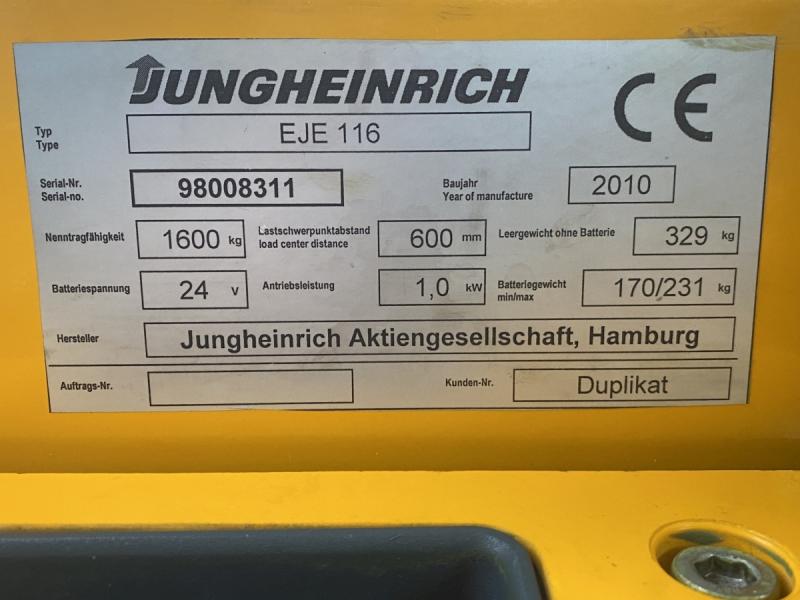 JUNGHEINRICH
CE
Typ
Type
EJE 116
Serial-Nr.
Serial-no.
98008311
Baujahr
Year of manufacture
2010
Nenntragfähigkeit
1600 kg
Lastschwerpunktabstand
load center distance
600 mm
Leergewicht ohne Batterie
329 kg
Batteriespannung
24 V
Antriebsleistung
1,0 kW
Batteriegewicht
min/max
170/231 kg
Hersteller
Jungheinrich Aktiengesellschaft, Hamburg
Auftrags-Nr.
Kunden-Nr.
Duplikat